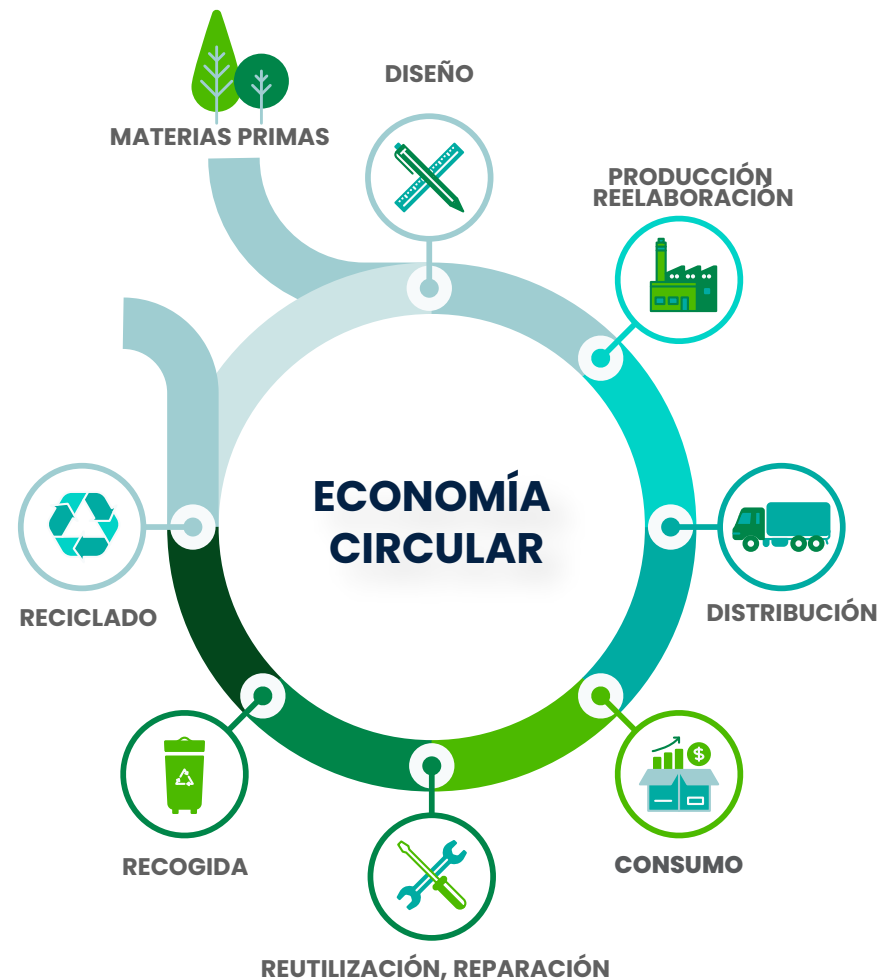 DISEÑO
MATERIAS PRIMAS
PRODUCCIÓN
REELABORACIÓN
ECONOMÍA
CIRCULAR
DISTRIBUCIÓN
RECICLADO
$
CONSUMO
RECOGIDA
REUTILIZACIÓN, REPARACIÓN